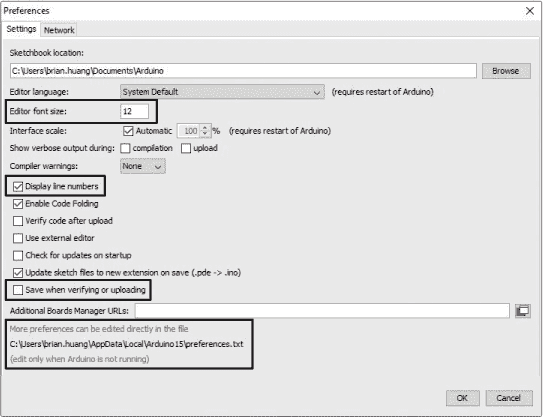 Preferences
Settings Network
Sketchbook location:
C:\Users\brian.huang\Documents\Arduino Browse
Editor language: System Default (requires restart of Arduino)
Editor font size: 12
Interface scale: Automatic 100 % (requires restart of Arduino)
Show verbose output during: compilation upload
Compiler warnings: None
Display line numbers
Enable Code Folding
Verify code after upload
Use external editor
Check for updates on startup
Update sketch files to new extension on save (.pde -> .ino)
Save when verifying or uploading
Additional Boards Manager URLs:
More preferences can be edited directly in the file
C:\Users\brian.huang\AppData\Local\Arduino15\preferences.txt
(edit only when Arduino is not running)
OK Cancel